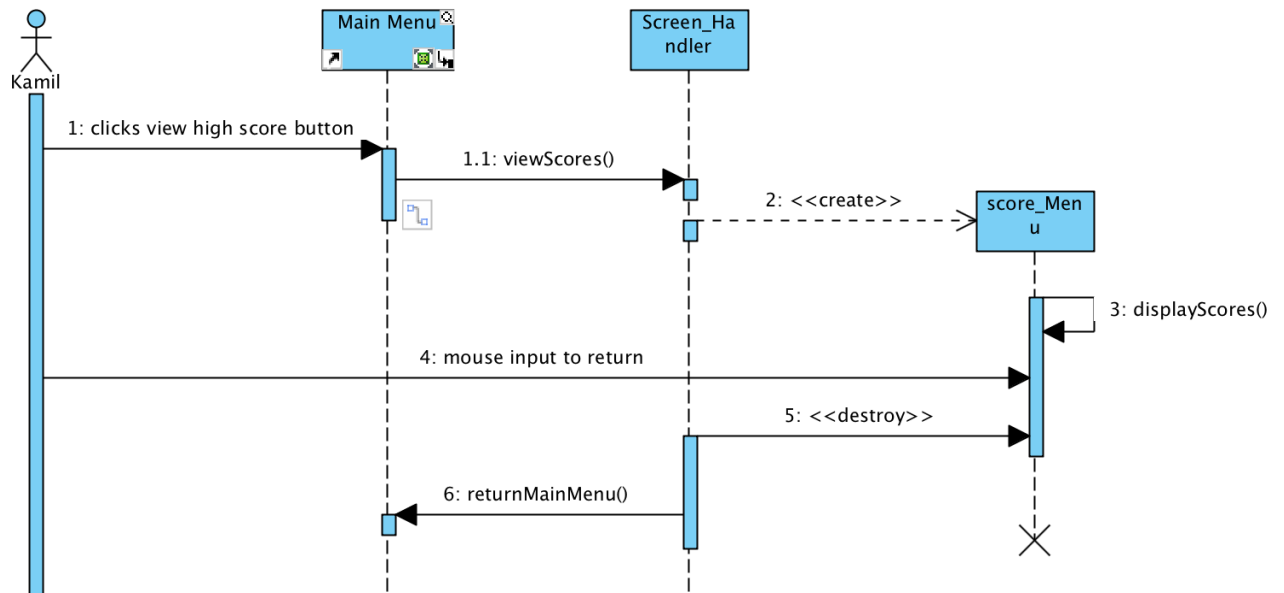 Main Menu
Screen_Ha
ndler
Kamil
1: clicks view high score button
1.1: viewScores()
2: <<create>>
score_Men
u
3: displayScores()
4: mouse input to return
5: <<destroy>>
6: returnMainMenu()